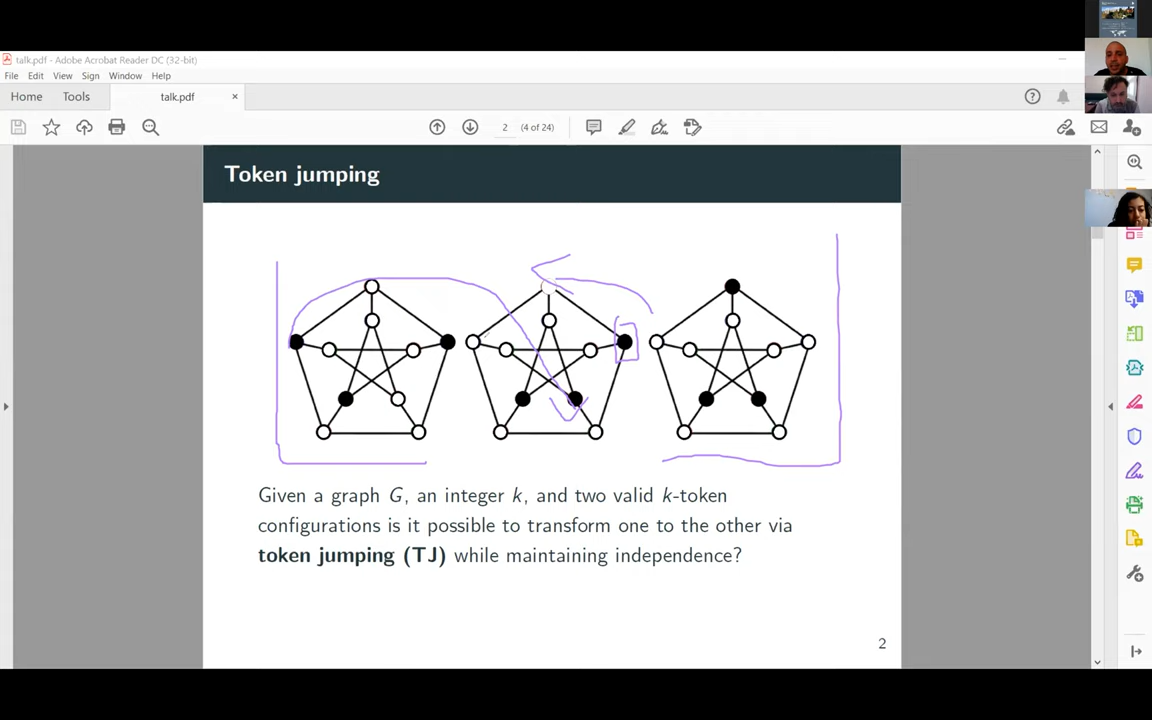 talk.pdf - Adobe Acrobat Reader DC (32-bit)
File Edit View Sign Window Help
Home Tools talk.pdf ×
2 (4 of 24)
Token jumping
Given a graph G, an integer k, and two valid k-token
configurations is it possible to transform one to the other via
token jumping (TJ) while maintaining independence?
2